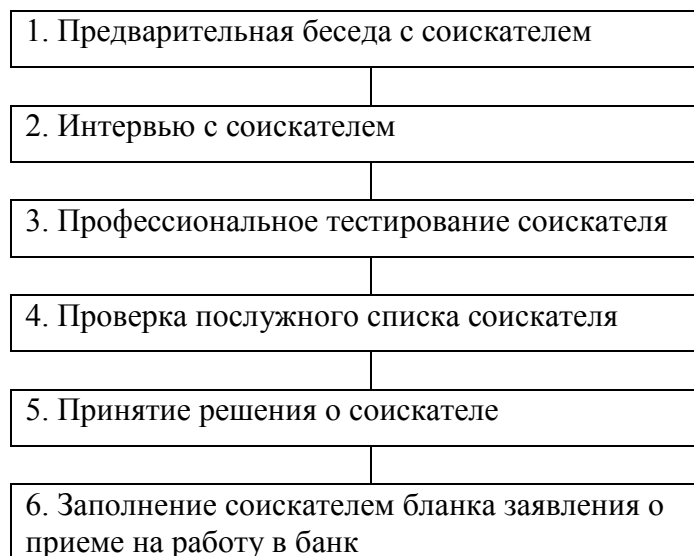 1. Предварительная беседа с соискателем
2. Интервью с соискателем
3. Профессиональное тестирование соискателя
4. Проверка послужного списка соискателя
5. Принятие решения о соискателе
6. Заполнение соискателем бланка заявления о
приеме на работу в банк